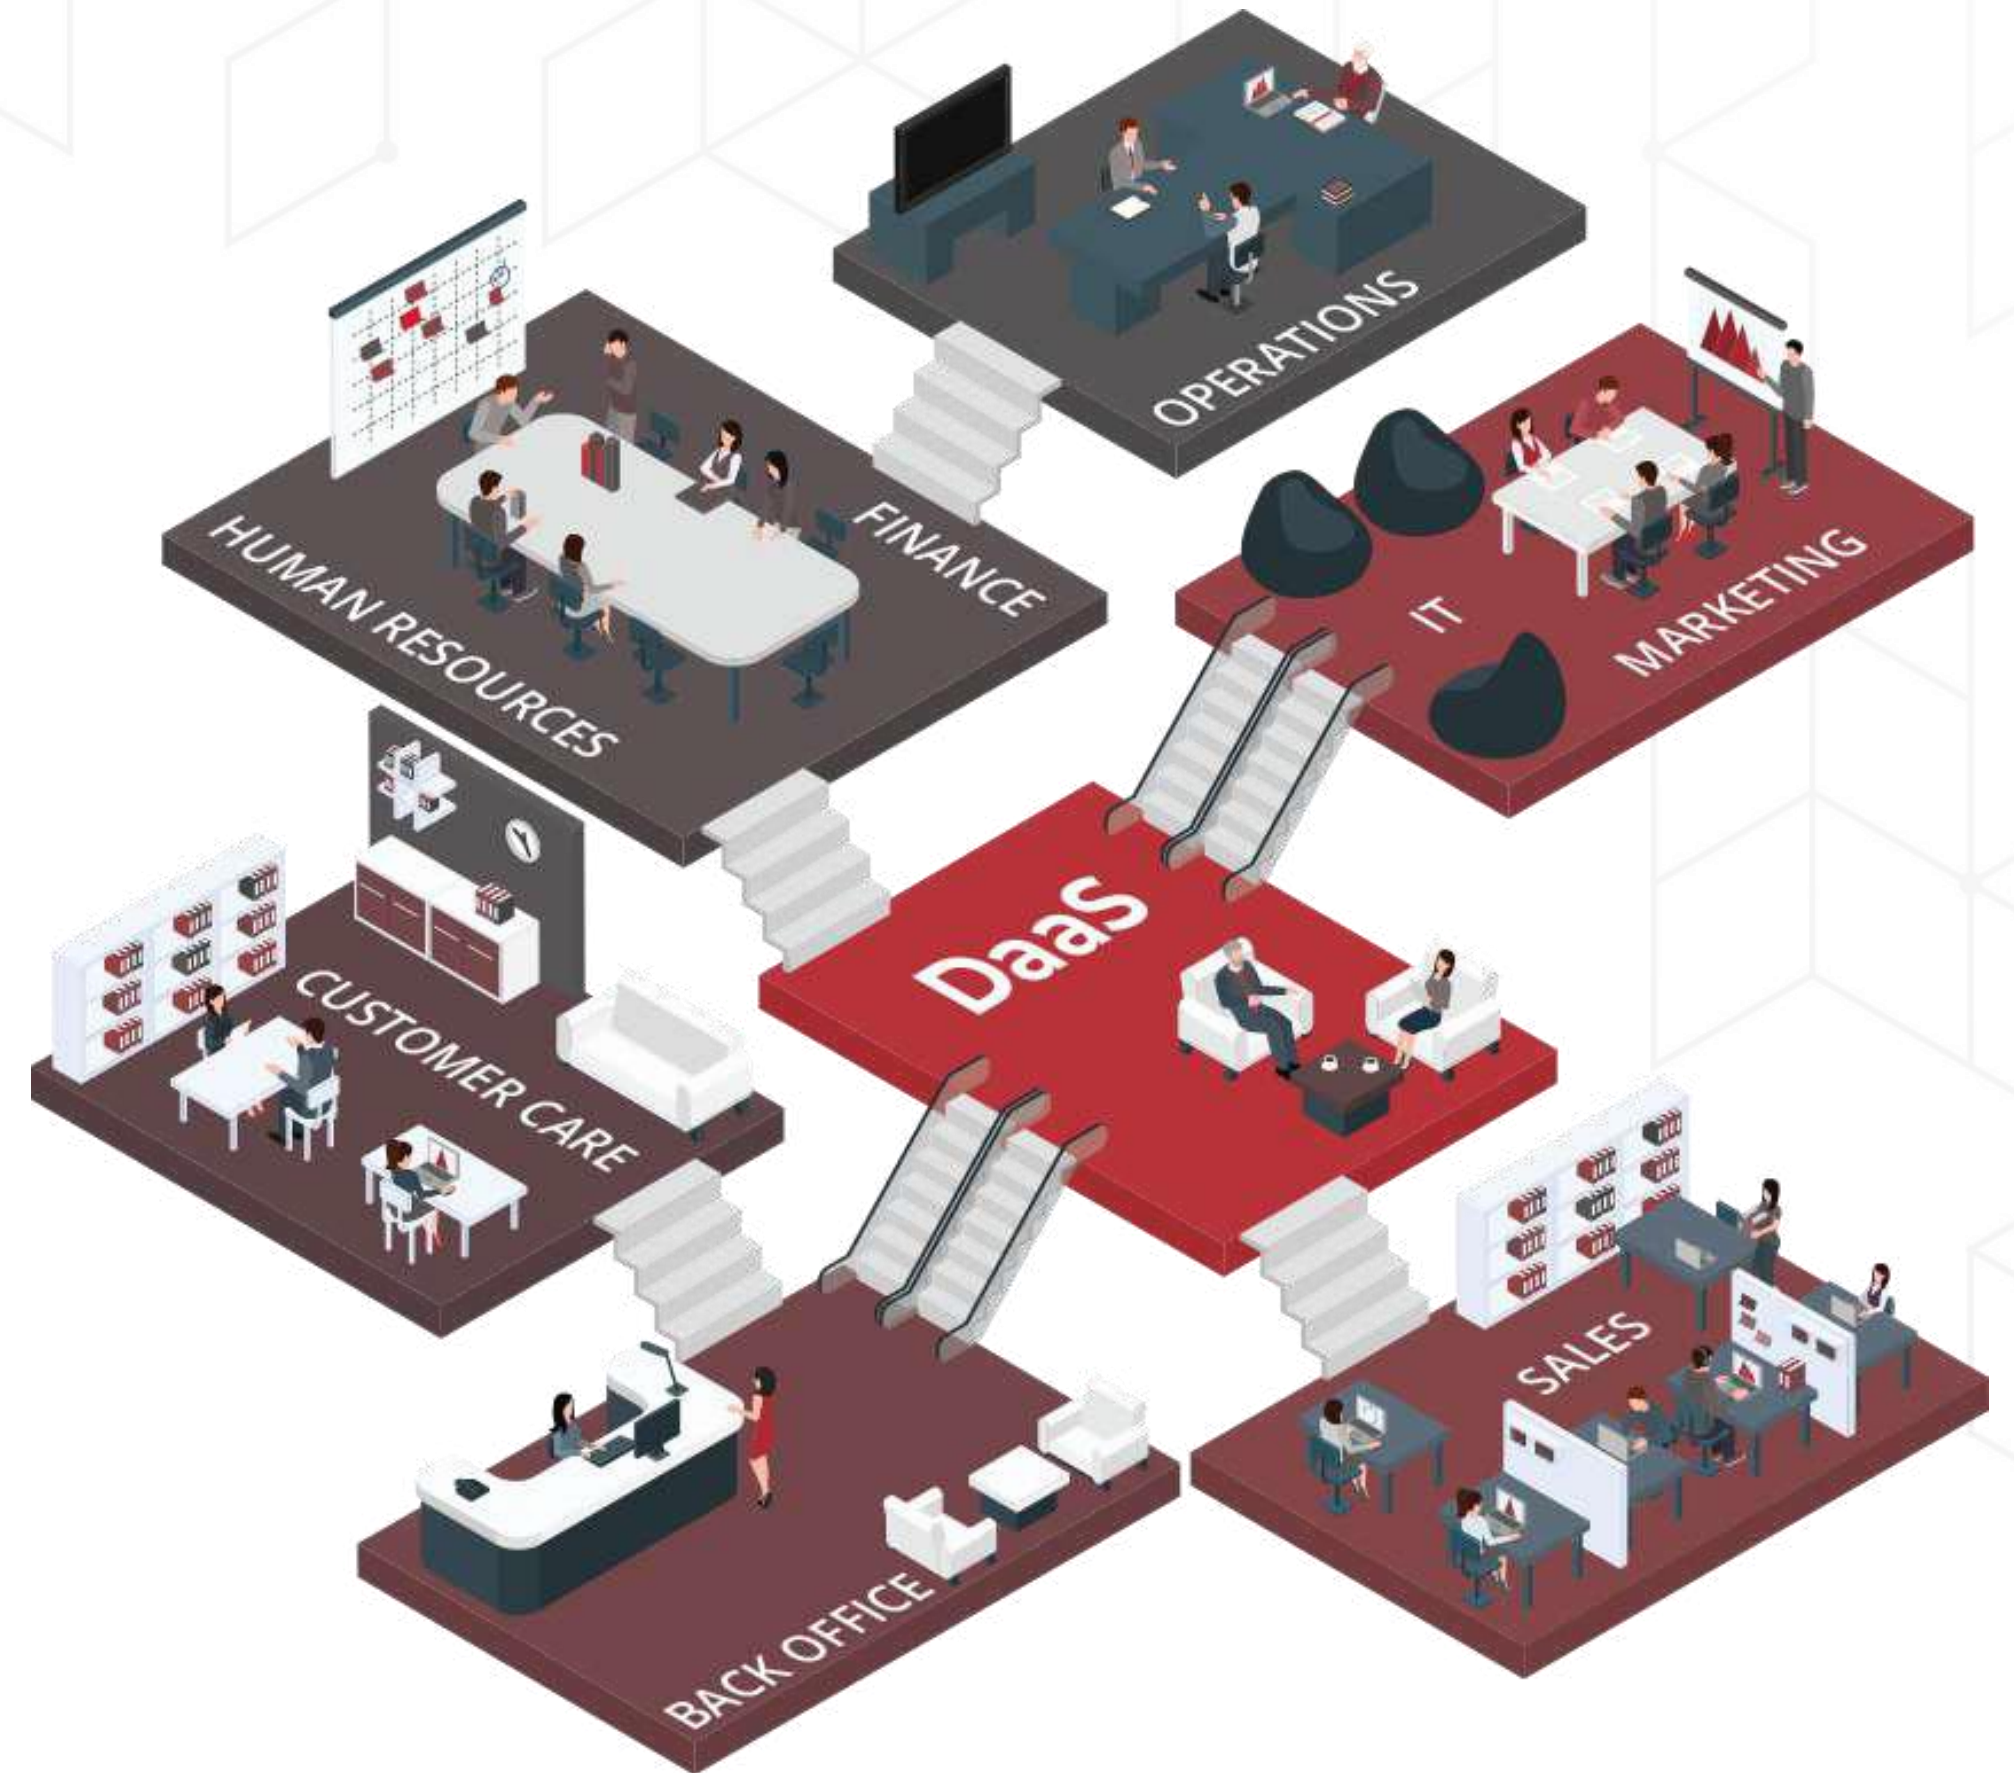 OPERATIONS
HUMAN RESOURCES
FINANCE
IT
MARKETING
DaaS
CUSTOMER CARE
SALES
BACK OFFICE